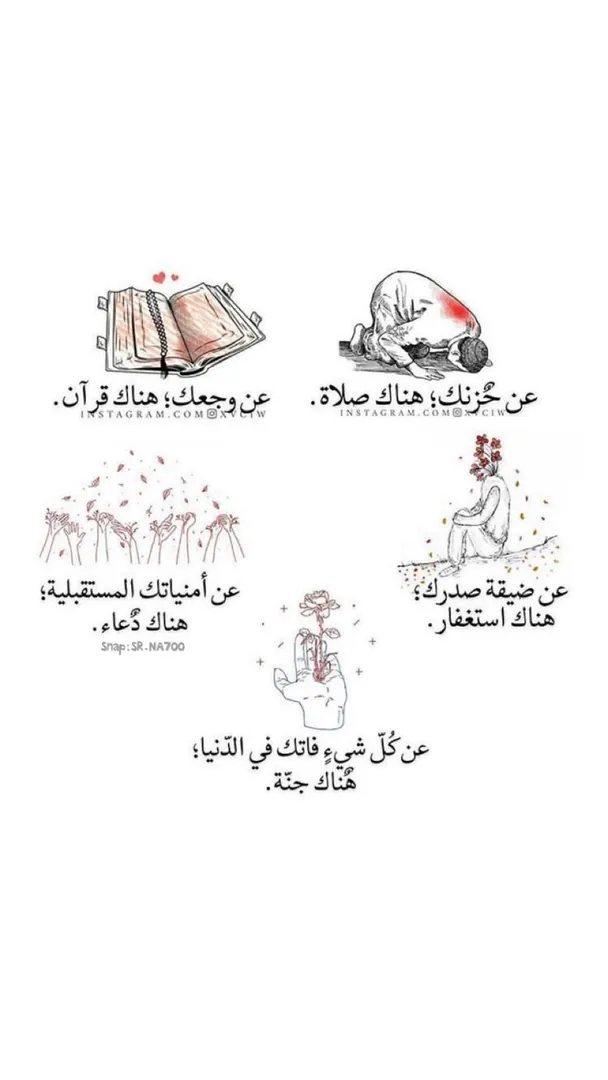 عن حُزنك؛ هناك صلاة.
INSTAGRAM.COM XVCIW
عن وجعك؛ هناك قرآن.
INSTAGRAM.COM XVCIW
عن ضيقة صدرك؛
هناك استغفار.
عن أمنياتك المستقبلية؛
هناك دُعاء.
Snap:SR.NA700
عن كُلّ شيءٍ فاتك في الدّنيا؛
هُناك جنّة.